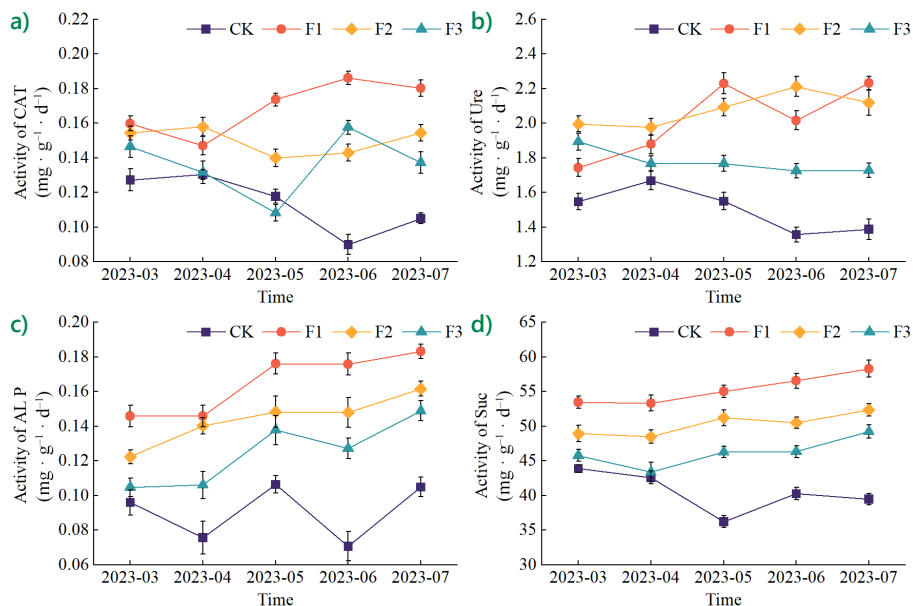 a)
CK F1 F2 F3
Activity of CAT
(mg · g⁻¹ · d⁻¹)
0.22
0.20
0.18
0.16
0.14
0.12
0.10
0.08
2023-03 2023-04 2023-05 2023-06 2023-07
Time
b)
CK F1 F2 F3
Activity of Ure
(mg · g⁻¹ · d⁻¹)
2.6
2.4
2.2
2.0
1.8
1.6
1.4
1.2
2023-03 2023-04 2023-05 2023-06 2023-07
Time
c)
CK F1 F2 F3
Activity of AL P
(mg · g⁻¹ · d⁻¹)
0.20
0.18
0.16
0.14
0.12
0.10
0.08
0.06
2023-03 2023-04 2023-05 2023-06 2023-07
Time
d)
CK F1 F2 F3
Activity of Suc
(mg · g⁻¹ · d⁻¹)
65
60
55
50
45
40
35
30
2023-03 2023-04 2023-05 2023-06 2023-07
Time